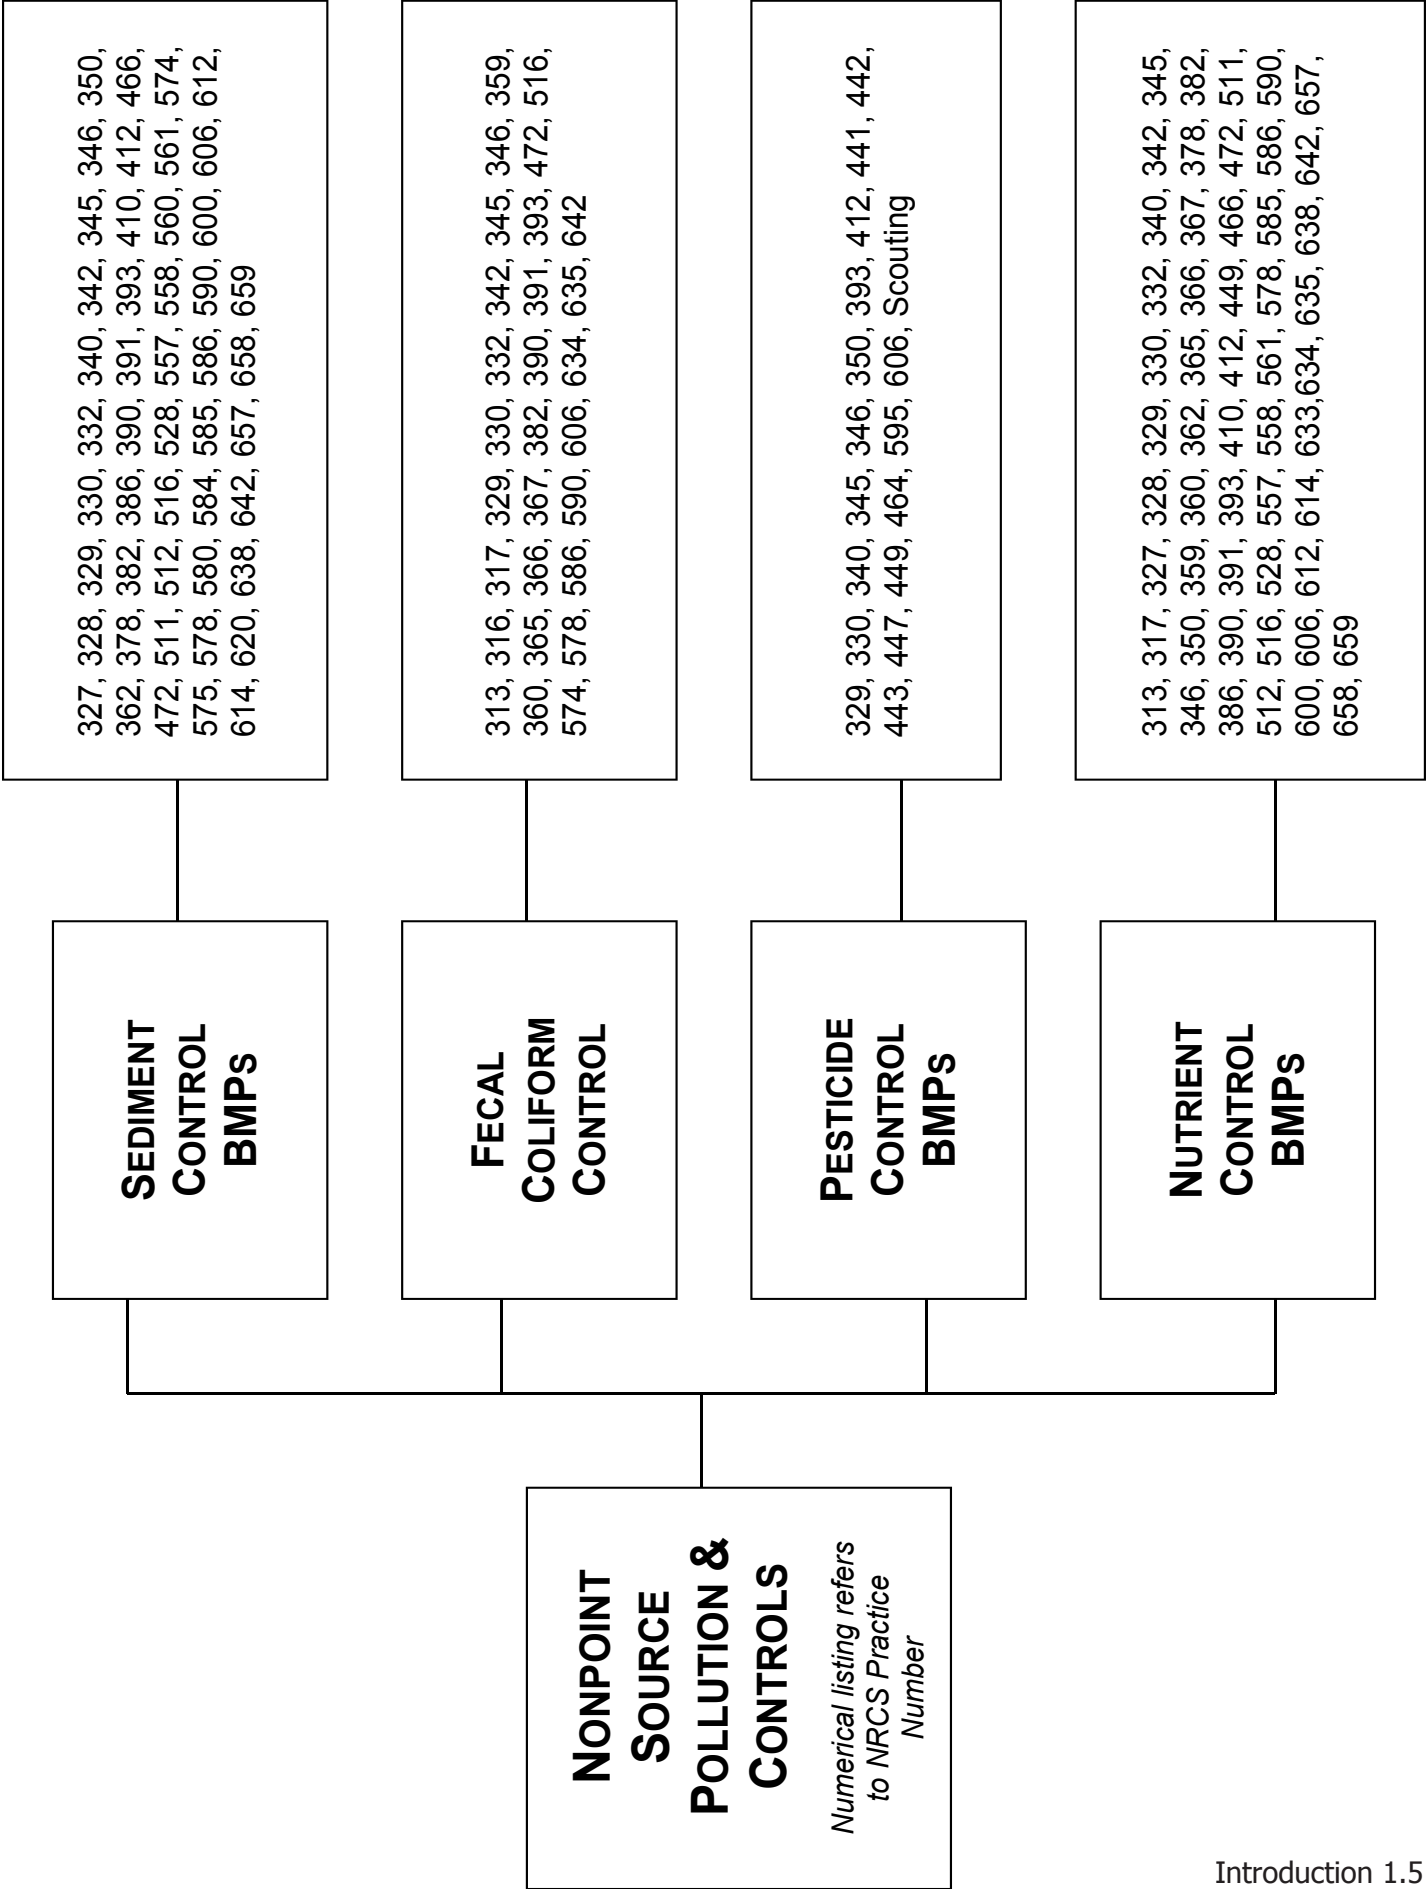 NONPOINT
SOURCE
POLLUTION &
CONTROLS
Numerical listing refers
to NRCS Practice
Number
SEDIMENT
CONTROL
BMPS
327, 328, 329, 330, 332, 340, 342, 345, 346, 350,
362, 378, 382, 386, 390, 391, 393, 410, 412, 466,
472, 511, 512, 516, 528, 557, 558, 560, 561, 574,
575, 578, 580, 584, 585, 586, 590, 600, 606, 612,
614, 620, 638, 642, 657, 658, 659
FECAL
COLIFORM
CONTROL
313, 316, 317, 329, 330, 332, 342, 345, 346, 359,
360, 365, 366, 367, 382, 390, 391, 393, 472, 516,
574, 578, 586, 590, 606, 634, 635, 642
PESTICIDE
CONTROL
BMPS
329, 330, 340, 345, 346, 350, 393, 412, 441, 442,
443, 447, 449, 464, 595, 606, Scouting
NUTRIENT
CONTROL
BMPS
313, 317, 327, 328, 329, 330, 332, 340, 342, 345,
346, 350, 359, 360, 362, 365, 366, 367, 378, 382,
386, 390, 391, 393, 410, 412, 449, 466, 472, 511,
512, 516, 528, 557, 558, 561, 578, 585, 586, 590,
600, 606, 612, 614, 633,634, 635, 638, 642, 657,
658, 659
Introduction 1.5